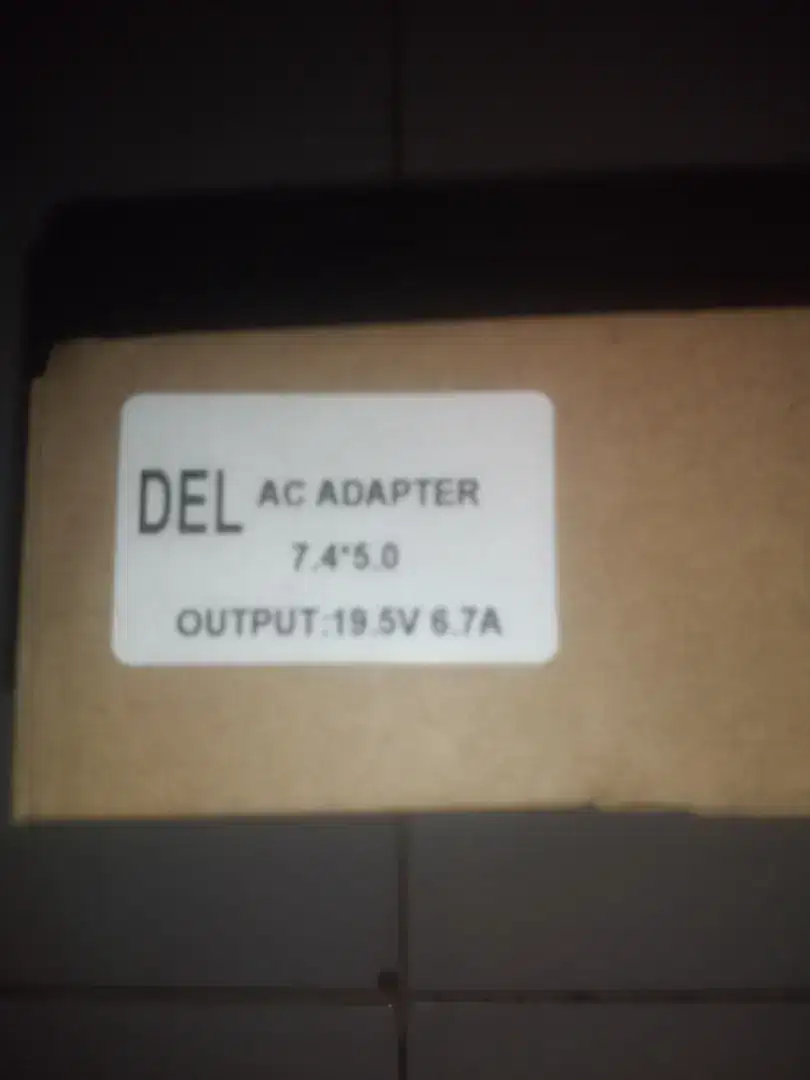 DEL AC ADAPTER
7.4*5.0
OUTPUT:19.5V 6.7A